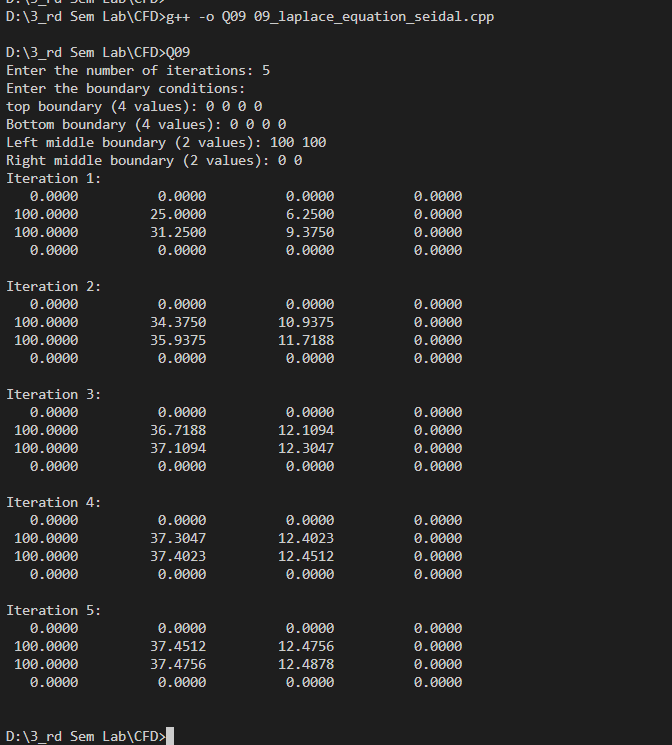 D:\3_rd Sem Lab\CFD>
D:\3_rd Sem Lab\CFD>g++ -o Q09 09_laplace_equation_seidal.cpp
D:\3_rd Sem Lab\CFD>Q09
Enter the number of iterations: 5
Enter the boundary conditions:
top boundary (4 values): 0 0 0 0
Bottom boundary (4 values): 0 0 0 0
Left middle boundary (2 values): 100 100
Right middle boundary (2 values): 0 0
Iteration 1:
0.0000 0.0000 0.0000 0.0000
100.0000 25.0000 6.2500 0.0000
100.0000 31.2500 9.3750 0.0000
0.0000 0.0000 0.0000 0.0000
Iteration 2:
0.0000 0.0000 0.0000 0.0000
100.0000 34.3750 10.9375 0.0000
100.0000 35.9375 11.7188 0.0000
0.0000 0.0000 0.0000 0.0000
Iteration 3:
0.0000 0.0000 0.0000 0.0000
100.0000 36.7188 12.1094 0.0000
100.0000 37.1094 12.3047 0.0000
0.0000 0.0000 0.0000 0.0000
Iteration 4:
0.0000 0.0000 0.0000 0.0000
100.0000 37.3047 12.4023 0.0000
100.0000 37.4023 12.4512 0.0000
0.0000 0.0000 0.0000 0.0000
Iteration 5:
0.0000 0.0000 0.0000 0.0000
100.0000 37.4512 12.4756 0.0000
100.0000 37.4756 12.4878 0.0000
0.0000 0.0000 0.0000 0.0000
D:\3_rd Sem Lab\CFD>